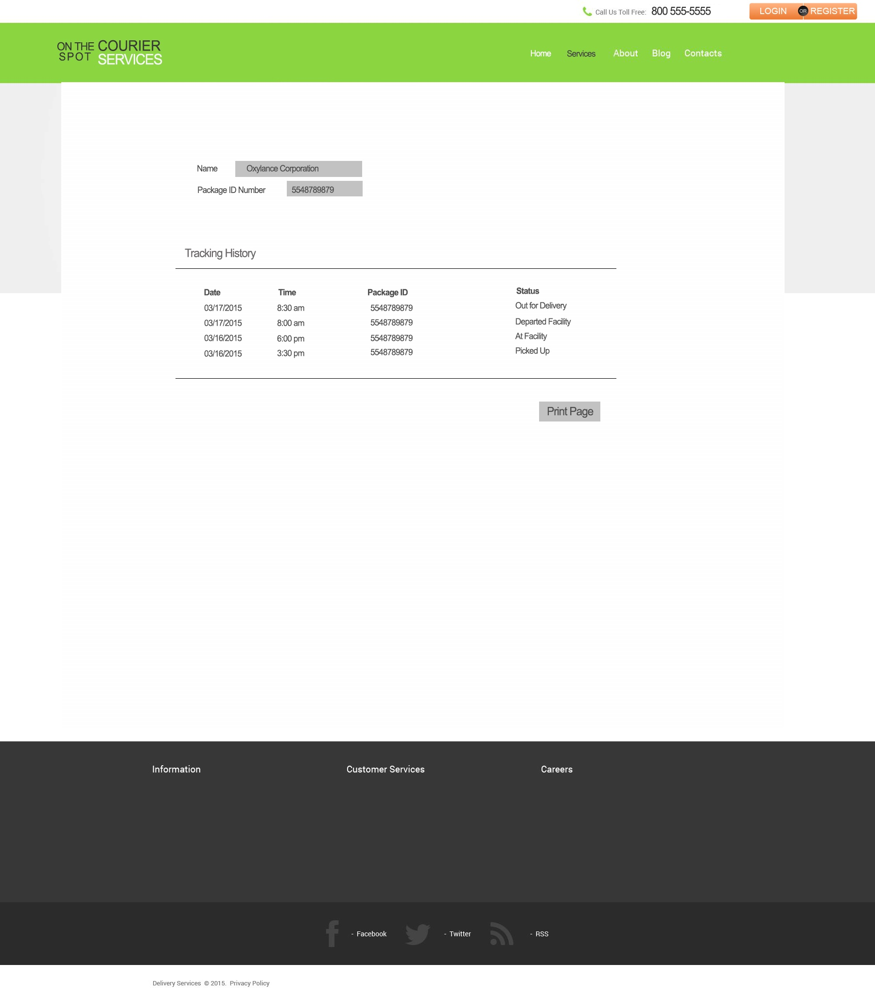 Call Us Toll Free: 800 555-5555 LOGIN OR REGISTER
ON THE COURIER
SPOT SERVICES
Home Services About Blog Contacts
Name Oxylance Corporation
Package ID Number 5548789879
Tracking History
Date Time Package ID Status
03/17/2015 8:30 am 5548789879 Out for Delivery
03/17/2015 8:00 am 5548789879 Departed Facility
03/16/2015 6:00 pm 5548789879 At Facility
03/16/2015 3:30 pm 5548789879 Picked Up
Print Page
Information Customer Services Careers
- Facebook - Twitter - RSS
Delivery Services © 2015. Privacy Policy